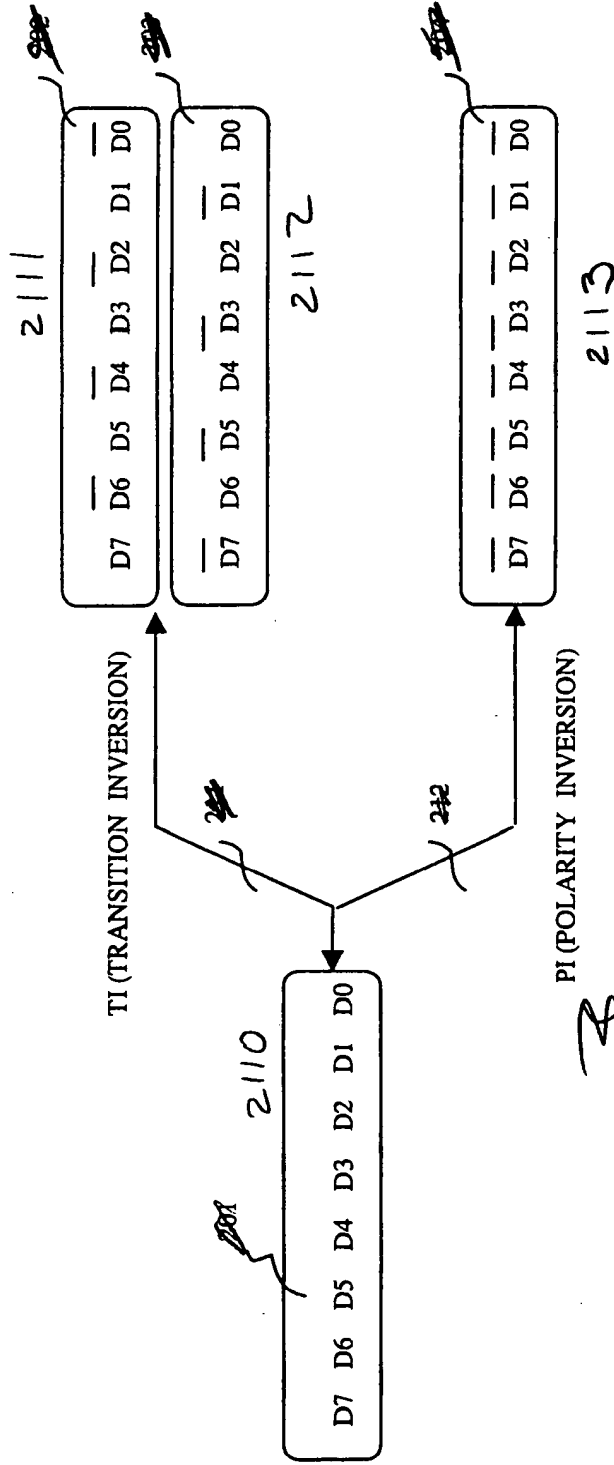 2111
D7 D6 D5 D4 D3 D2 D1 D0
D7 D6 D5 D4 D3 D2 D1 D0
2112
TI (TRANSITION INVERSION)
2110
D7 D6 D5 D4 D3 D2 D1 D0
212
PI (POLARITY INVERSION)
D7 D6 D5 D4 D3 D2 D1 D0
2113